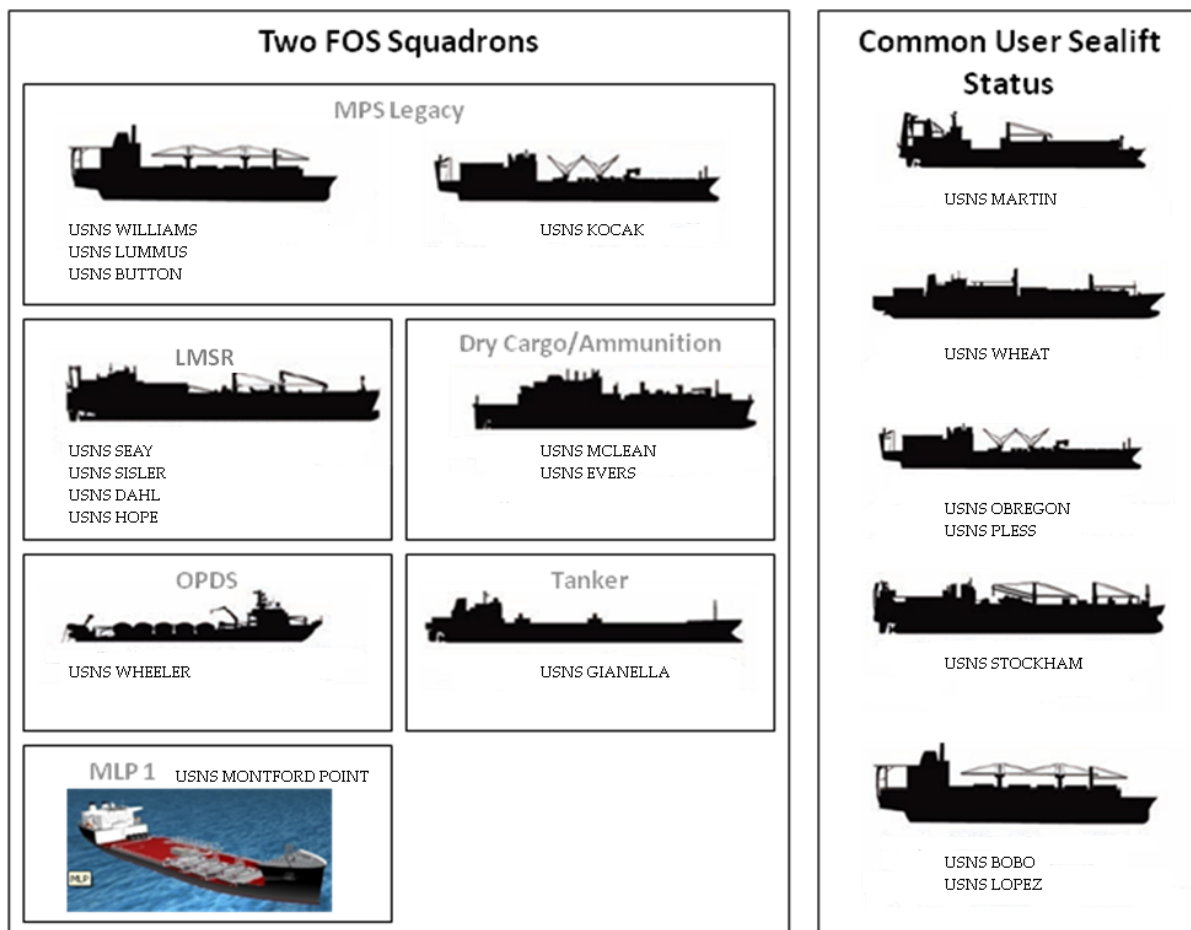 Two FOS Squadrons
MPS Legacy
USNS WILLIAMS
USNS LUMMUS
USNS BUTTON
USNS KOCAK
LMSR
USNS SEAY
USNS SISLER
USNS DAHL
USNS HOPE
Dry Cargo/Ammunition
USNS MCLEAN
USNS EVERS
OPDS
USNS WHEELER
Tanker
USNS GIANELLA
MLP 1 USNS MONTFORD POINT
MLP
Common User Sealift
Status
USNS MARTIN
USNS WHEAT
USNS OBREGON
USNS PLESS
USNS STOCKHAM
USNS BOBO
USNS LOPEZ